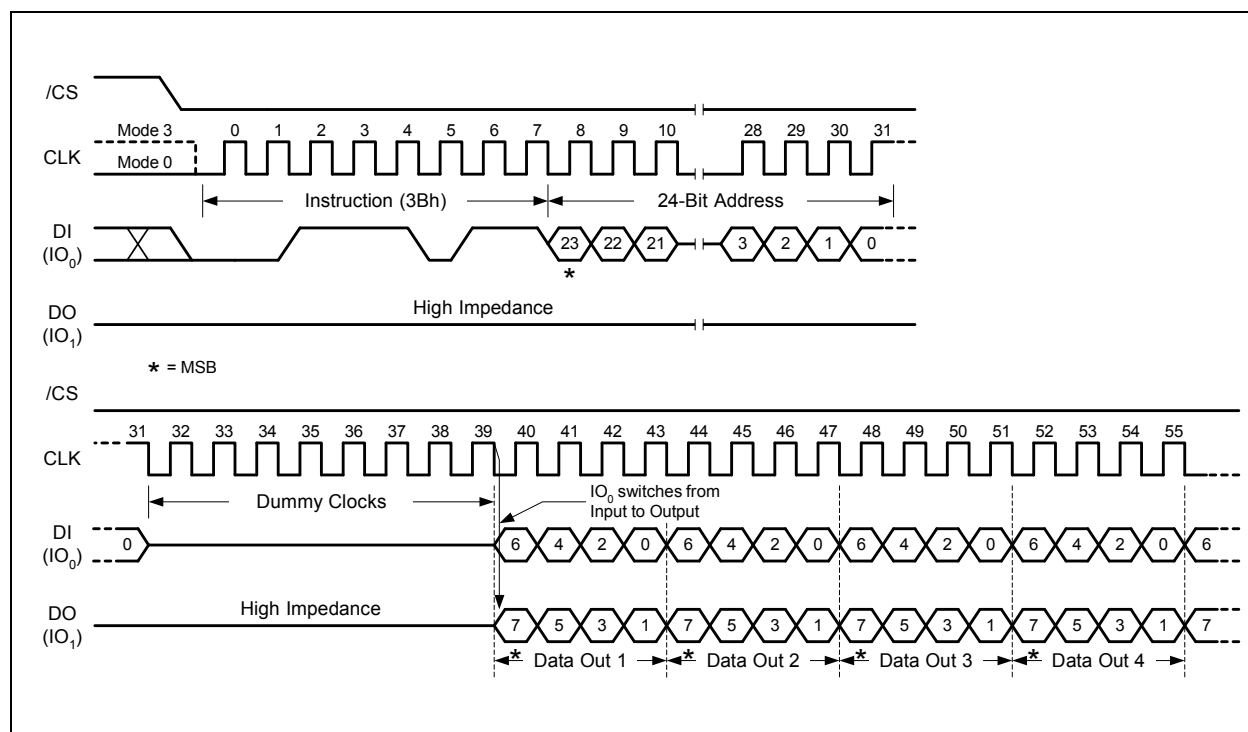 /CS
Mode 3 0 1 2 3 4 5 6 7 8 9 10 28 29 30 31
CLK Mode 0
Instruction (3Bh) 24-Bit Address
DI
(IO0) 23 22 21 3 2 1 0
*
High Impedance
DO
(IO1)
* = MSB
/CS
31 32 33 34 35 36 37 38 39 40 41 42 43 44 45 46 47 48 49 50 51 52 53 54 55
CLK
Dummy Clocks
IO0 switches from
Input to Output
DI
(IO0) 0 6 4 2 0 6 4 2 0 6 4 2 0 6 4 2 0 6
High Impedance
DO
(IO1) 7 5 3 1 7 5 3 1 7 5 3 1 7 5 3 1 7
* Data Out 1 * Data Out 2 * Data Out 3 * Data Out 4